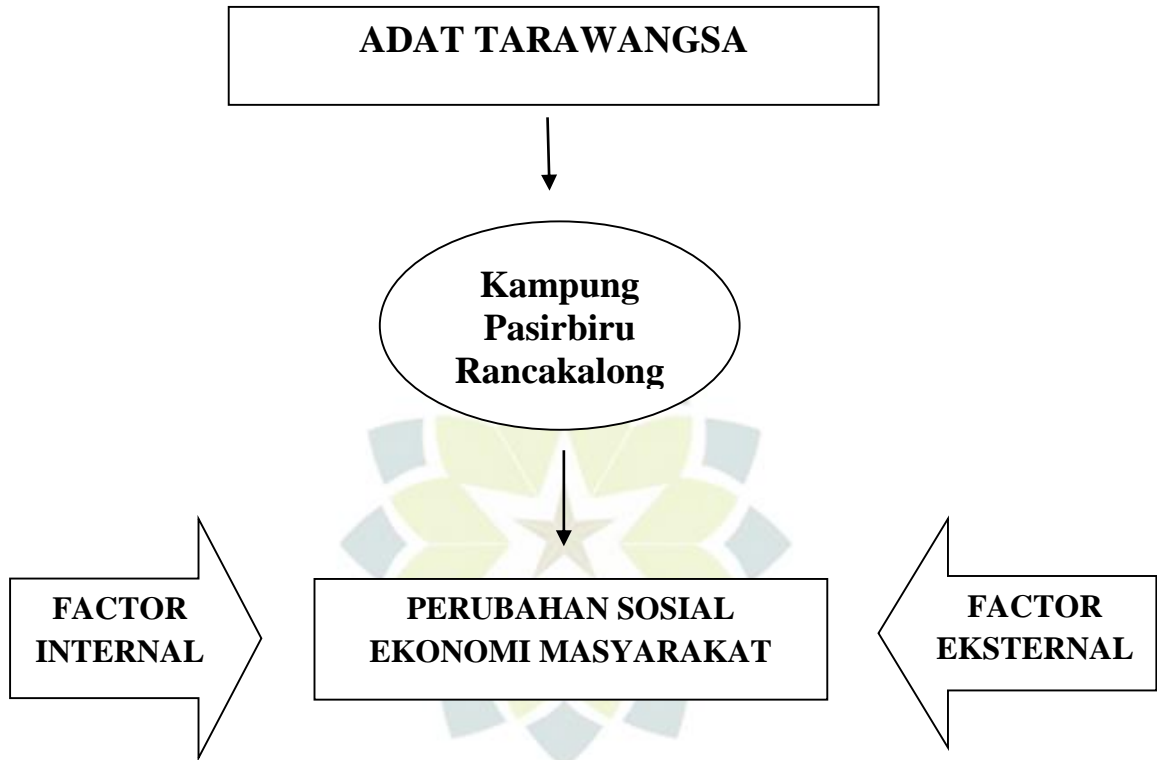 ADAT TARAWANGSA
Kampung
Pasirbiru
Rancakalong
FACTOR
INTERNAL
PERUBAHAN SOSIAL
EKONOMI MASYARAKAT
FACTOR
EKSTERNAL